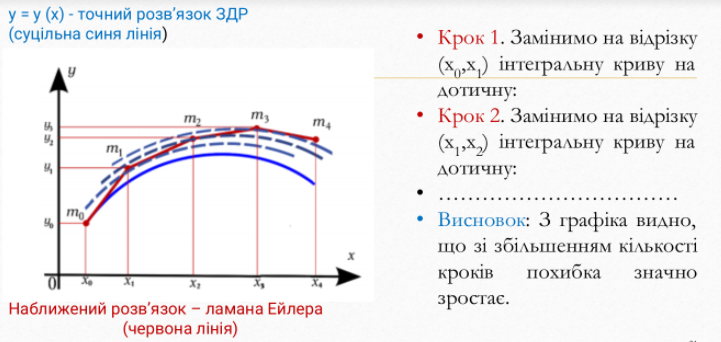 y = y (x) - точний розв’язок ЗДР
(суцільна синя лінія)
y
y₃
y₂
y₁
y₀
m₀
m₁
m₂
m₃
m₄
x
0
x₀
x₁
x₂
x₃
x₄
Наближений розв’язок – ламана Ейлера
(червона лінія)
• Крок 1. Замінимо на відрізку
(x₀,x₁) інтегральну криву на
дотичну:
• Крок 2. Замінимо на відрізку
(x₁,x₂) інтегральну криву на
дотичну:
• ……………………………
• Висновок: З графіка видно,
що зі збільшенням кількості
кроків похибка значно
зростає.